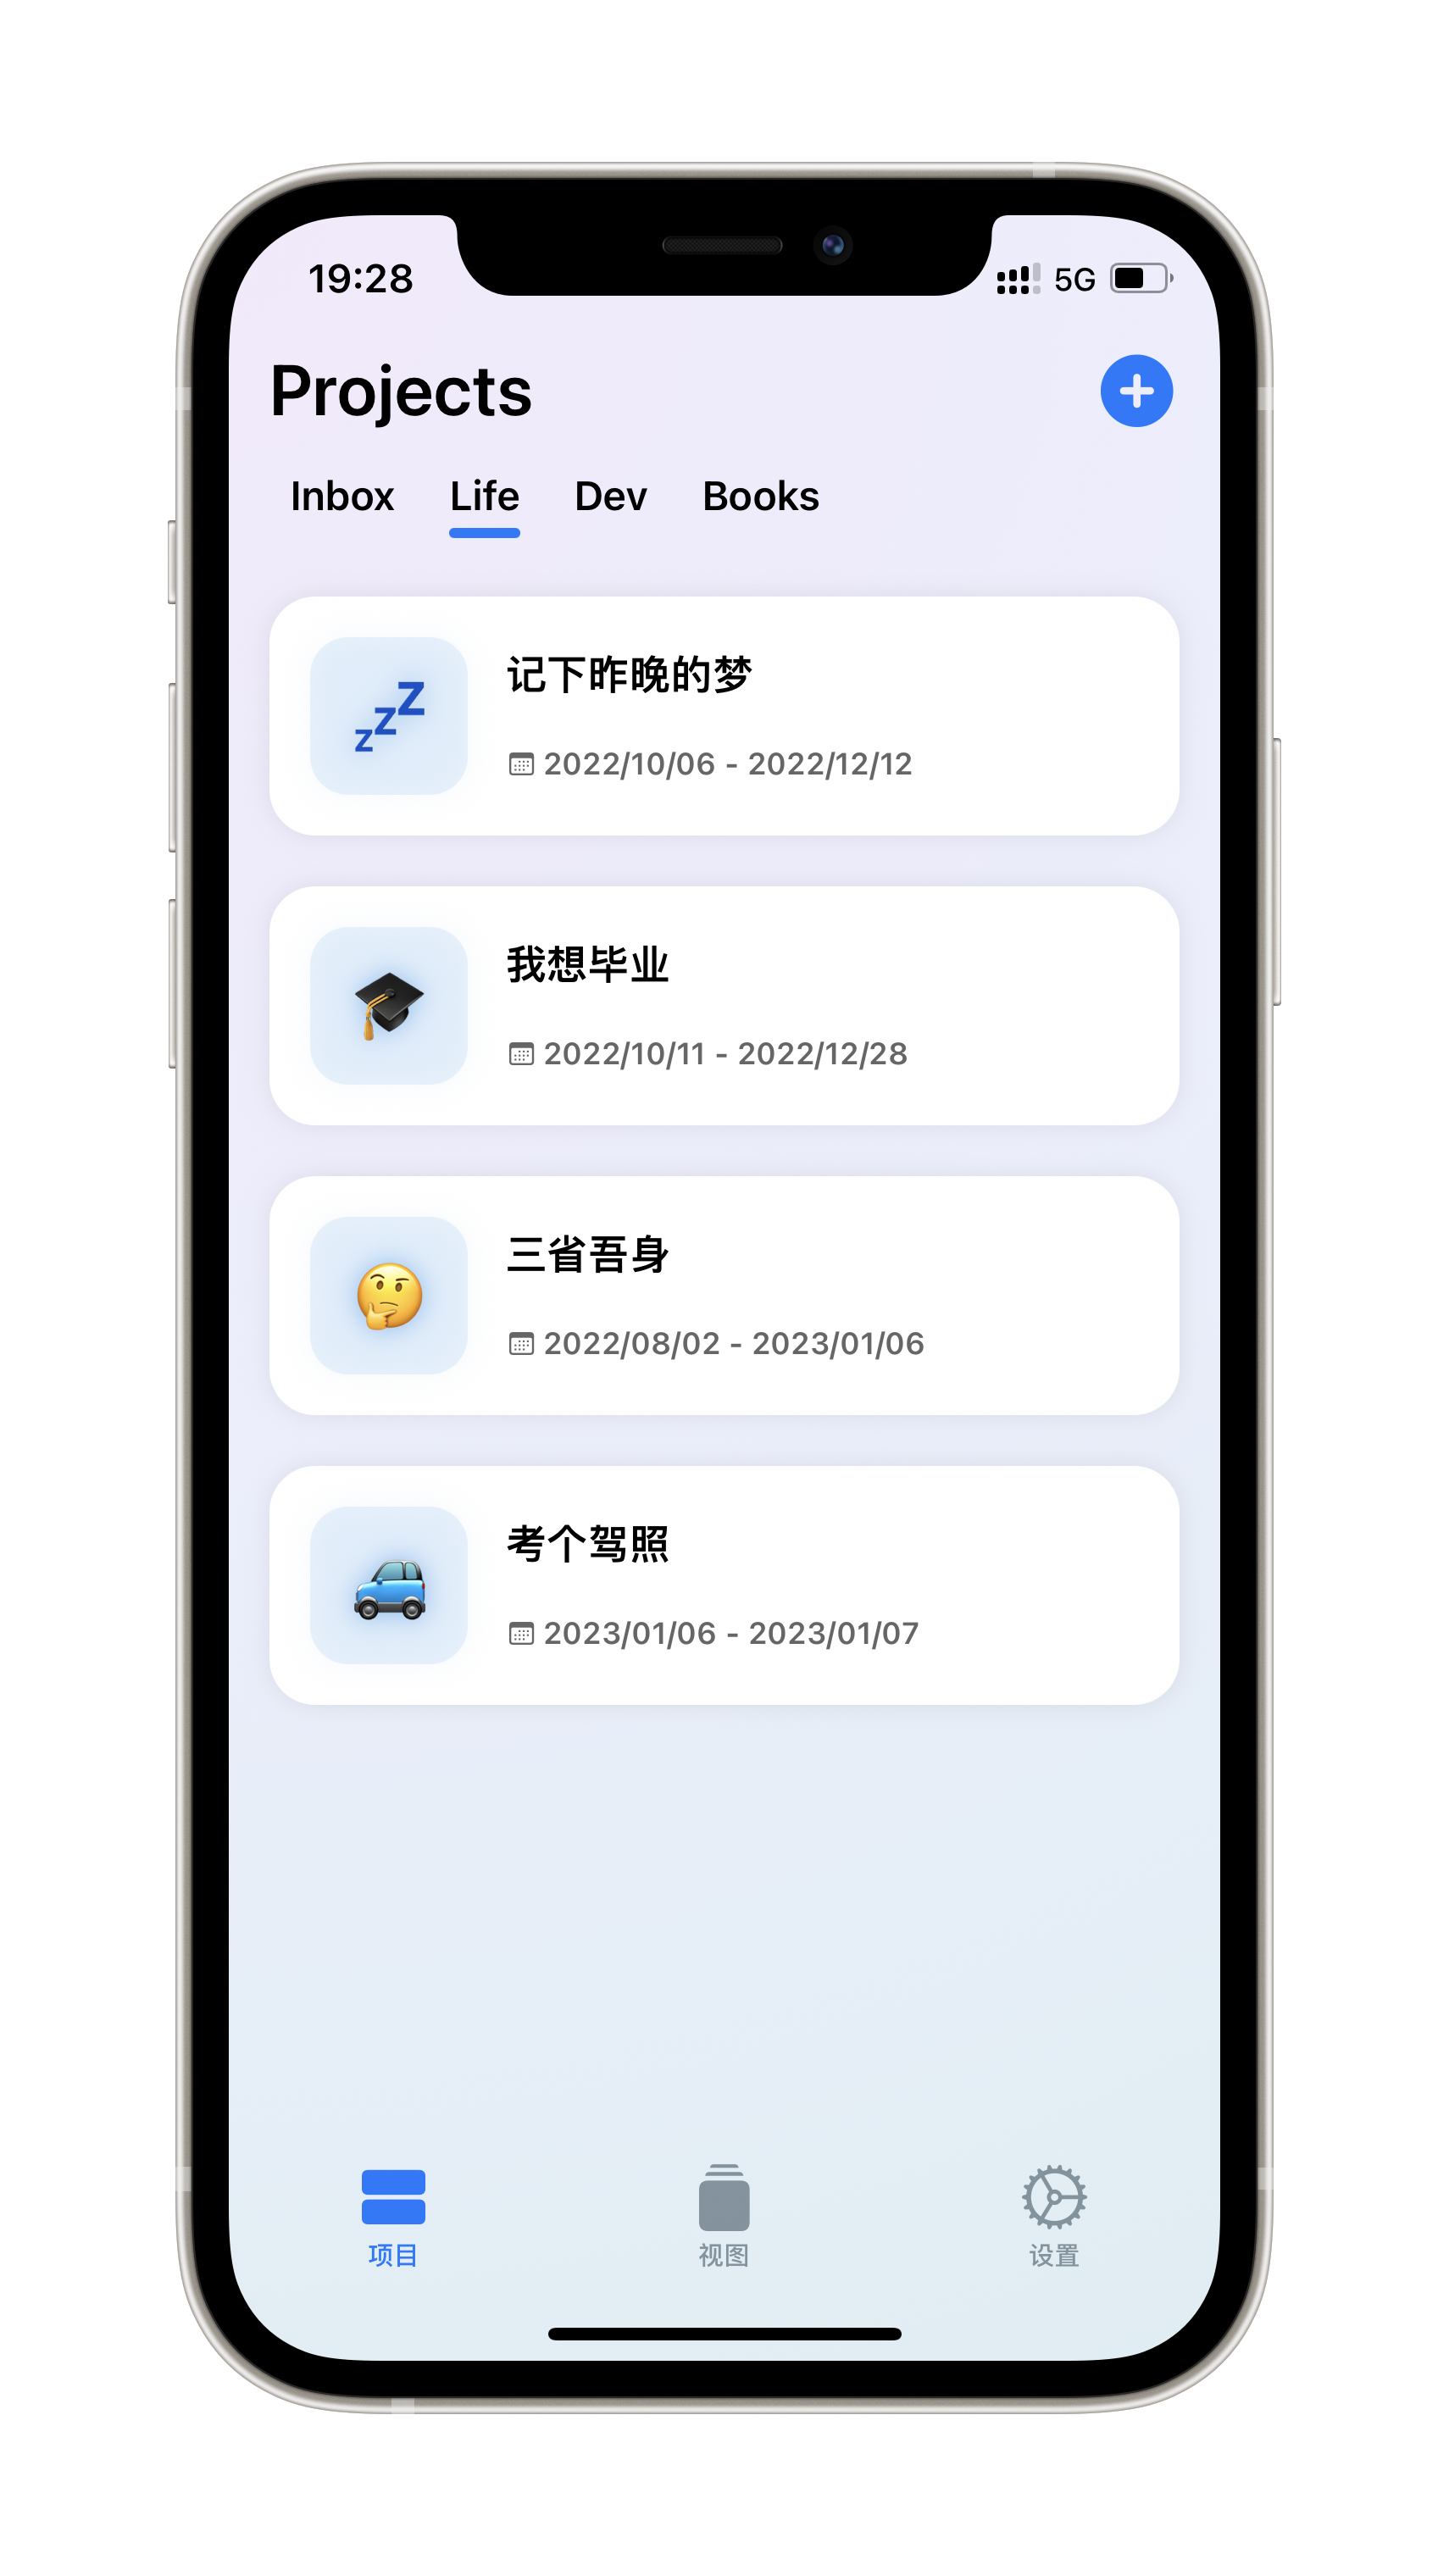 19:28 5G
Projects
Inbox Life Dev Books
记下昨晚的梦
2022/10/06 - 2022/12/12
我想毕业
2022/10/11 - 2022/12/28
三省吾身
2022/08/02 - 2023/01/06
考个驾照
2023/01/06 - 2023/01/07
项目 视图 设置